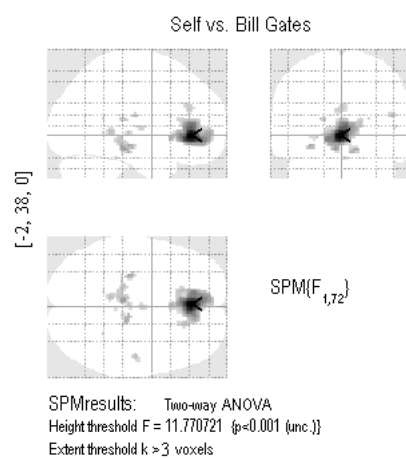 Self vs. Bill Gates
[-2, 38, 0]
<
<
<
SPM{F1,72}
SPMresults: Two-way ANOVA
Height threshold F = 11.770721 {p<0.001 (unc.)}
Extent threshold k > 3 voxels